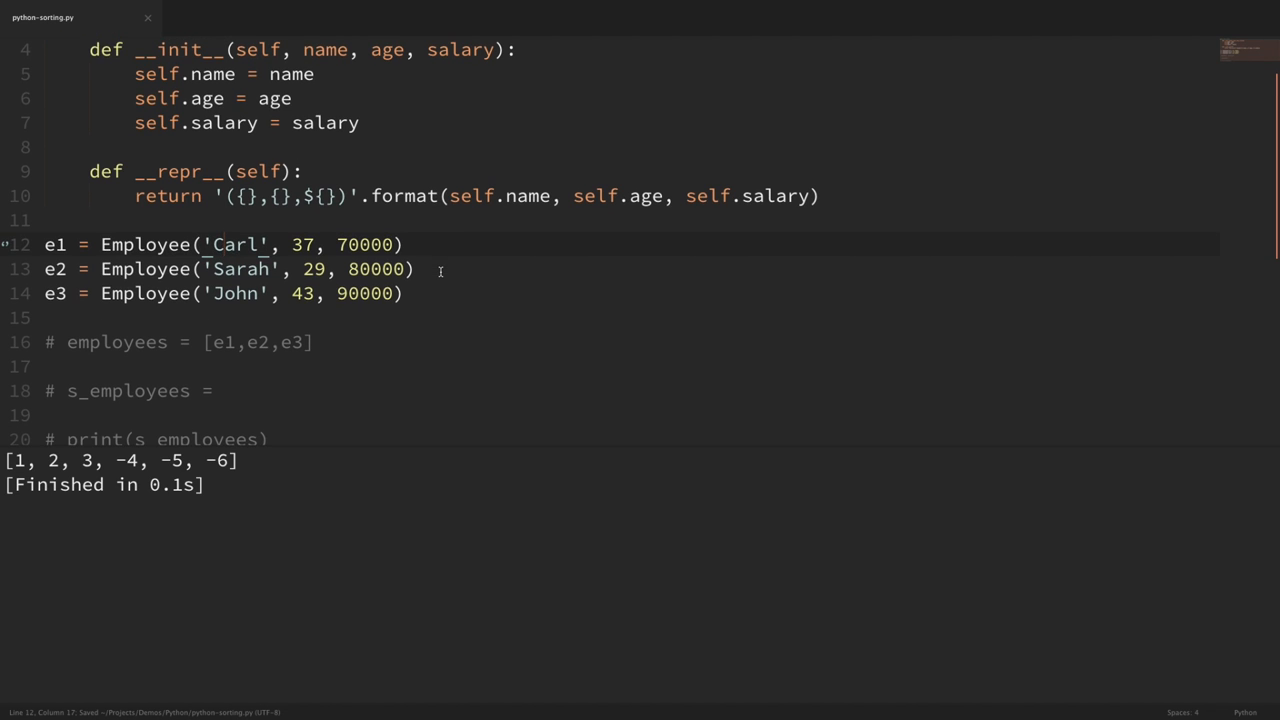 python-sorting.py ×
4 def __init__(self, name, age, salary):
5 self.name = name
6 self.age = age
7 self.salary = salary
8
9 def __repr__(self):
10 return '({},{},${})'.format(self.name, self.age, self.salary)
11
12 e1 = Employee('Carl', 37, 70000)
13 e2 = Employee('Sarah', 29, 80000)
14 e3 = Employee('John', 43, 90000)
15
16 # employees = [e1,e2,e3]
17
18 # s_employees =
19
20 # print(s_employees)
[1, 2, 3, -4, -5, -6]
[Finished in 0.1s]
Line 12, Column 17; Saved ~/Projects/Demos/Python/python-sorting.py (UTF-8) Spaces: 4 Python